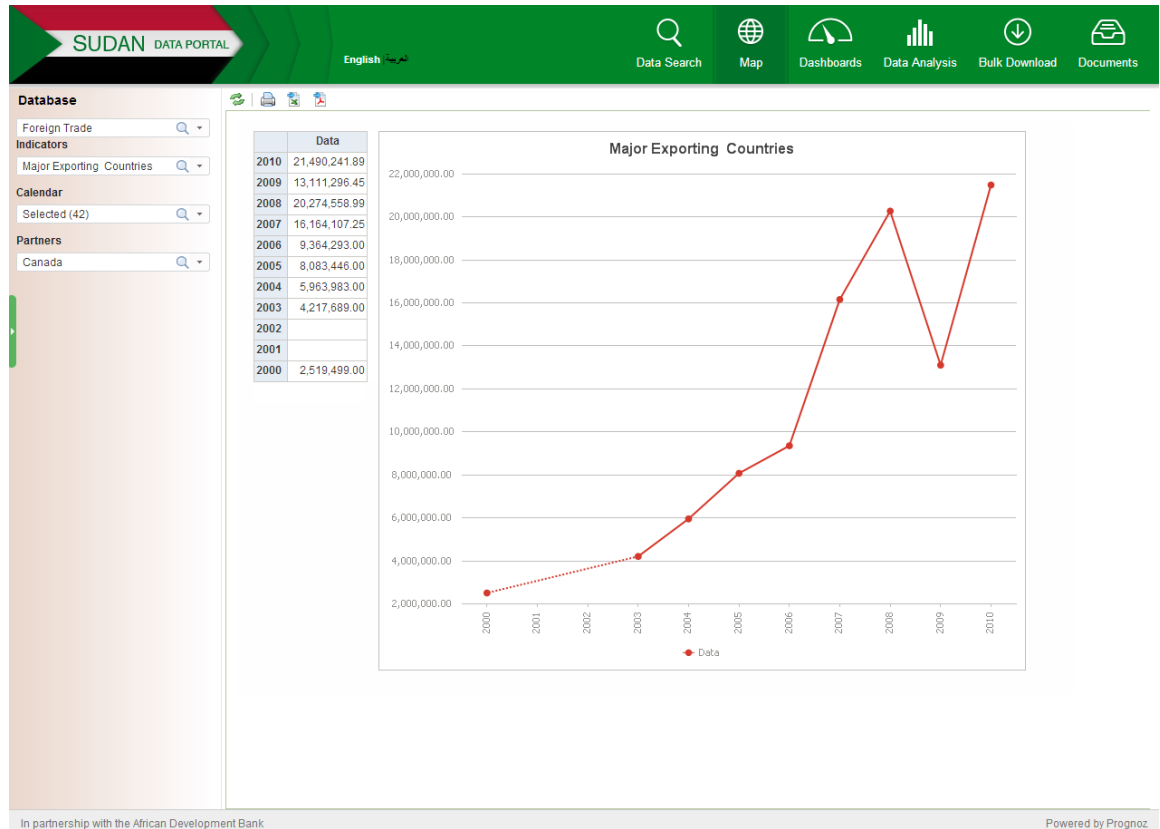 SUDAN DATA PORTAL
English العربية
Data Search
Map
Dashboards
Data Analysis
Bulk Download
Documents
Database
Foreign Trade
Indicators
Major Exporting Countries
Calendar
Selected (42)
Partners
Canada
Data
2010 21,490,241.89
2009 13,111,296.45
2008 20,274,558.99
2007 16,164,107.25
2006 9,364,293.00
2005 8,083,446.00
2004 5,963,983.00
2003 4,217,689.00
2002
2001
2000 2,519,499.00
Major Exporting Countries
22,000,000.00
20,000,000.00
18,000,000.00
16,000,000.00
14,000,000.00
12,000,000.00
10,000,000.00
8,000,000.00
6,000,000.00
4,000,000.00
2,000,000.00
2000 2001 2002 2003 2004 2005 2006 2007 2008 2009 2010
Data
In partnership with the African Development Bank
Powered by Prognoz